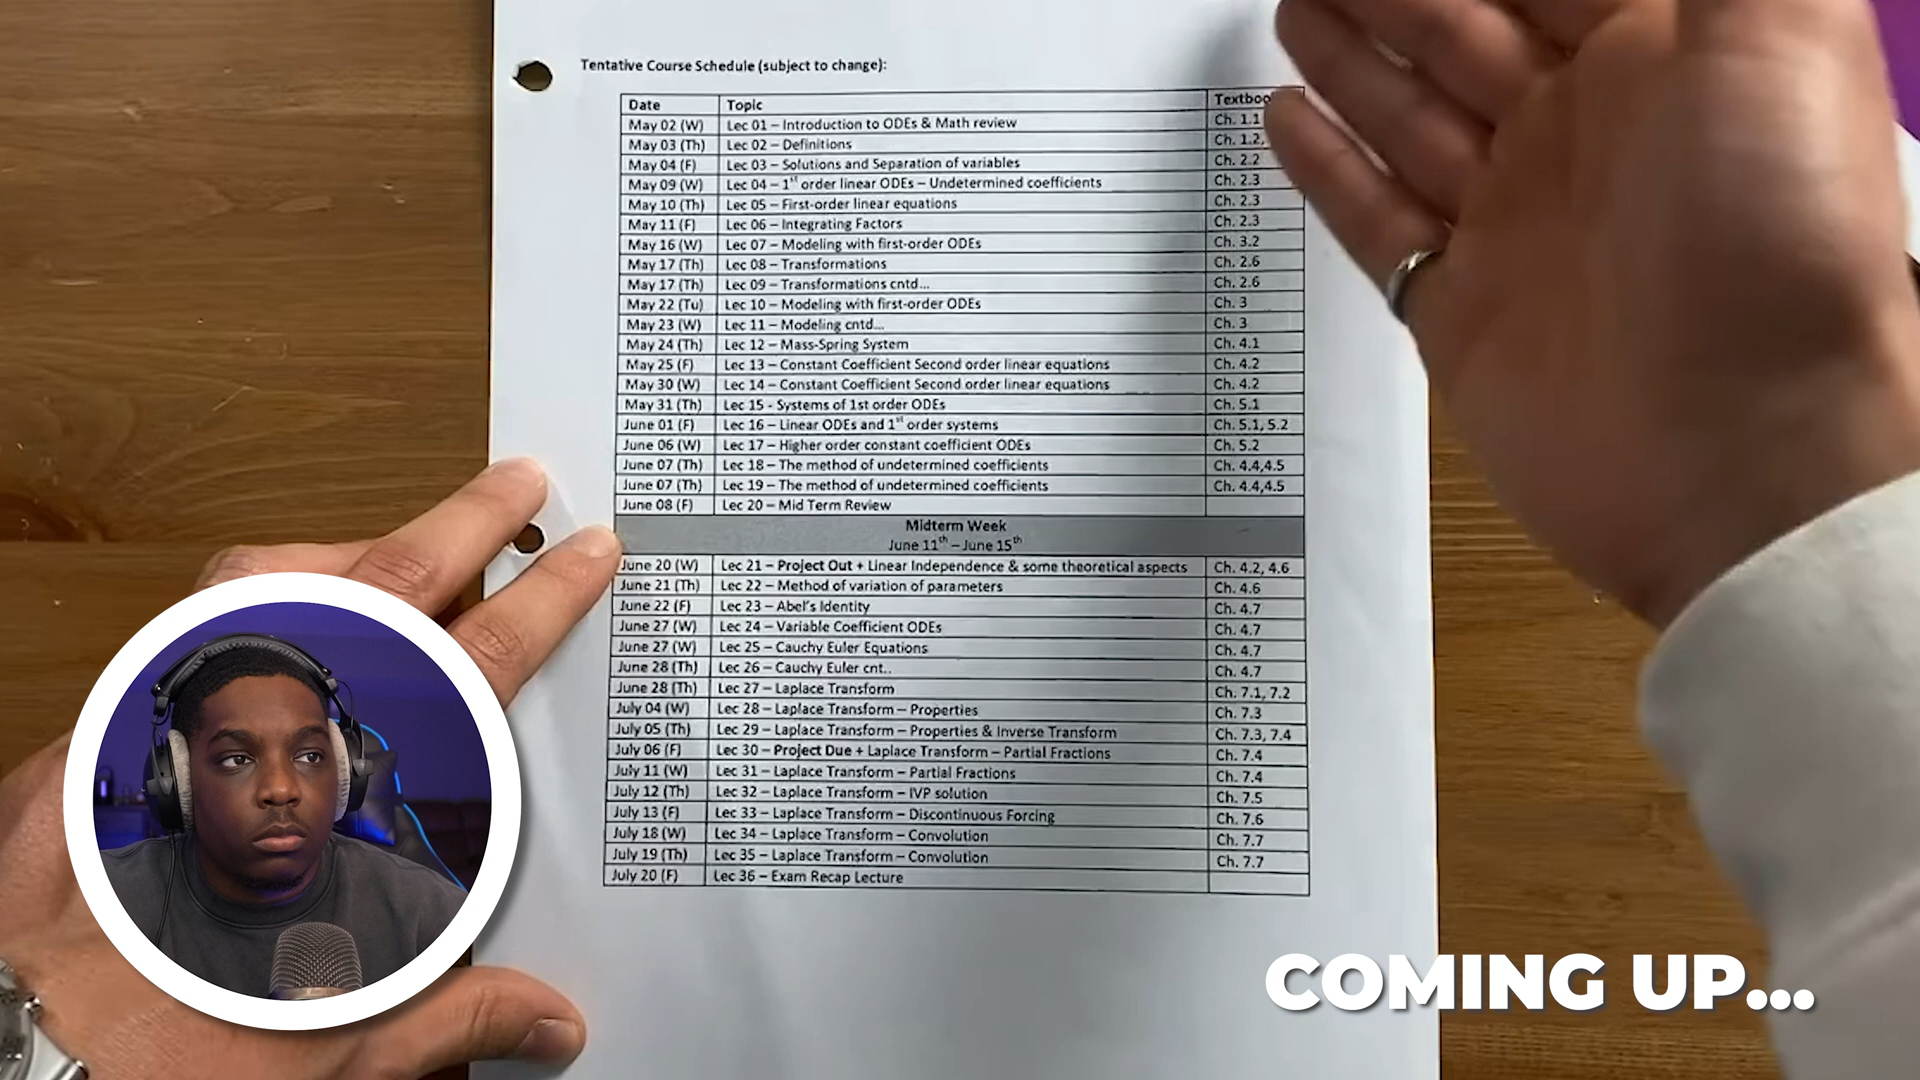 Tentative Course Schedule (subject to change):
Date Topic
May 02 (W) Lec 01 – Introduction to ODEs & Math review Ch. 1.1
May 03 (Th) Lec 02 – Definitions Ch. 1.2,
May 04 (F) Lec 03 – Solutions and Separation of variables Ch. 2.2
May 09 (W) Lec 04 – 1st order linear ODEs – Undetermined coefficients Ch. 2.3
May 10 (Th) Lec 05 – First-order linear equations Ch. 2.3
May 11 (F) Lec 06 – Integrating Factors Ch. 2.3
May 16 (W) Lec 07 – Modeling with first-order ODEs Ch. 3.2
May 17 (Th) Lec 08 – Transformations Ch. 2.6
May 17 (Th) Lec 09 – Transformations cntd... Ch. 2.6
May 22 (Tu) Lec 10 – Modeling with first-order ODEs Ch. 3
May 23 (W) Lec 11 – Modeling cntd... Ch. 3
May 24 (Th) Lec 12 – Mass-Spring System Ch. 4.1
May 25 (F) Lec 13 – Constant Coefficient Second order linear equations Ch. 4.2
May 30 (W) Lec 14 – Constant Coefficient Second order linear equations Ch. 4.2
May 31 (Th) Lec 15 - Systems of 1st order ODEs Ch. 5.1
June 01 (F) Lec 16 – Linear ODEs and 1st order systems Ch. 5.1, 5.2
June 06 (W) Lec 17 – Higher order constant coefficient ODEs Ch. 5.2
June 07 (Th) Lec 18 – The method of undetermined coefficients Ch. 4.4,4.5
June 07 (Th) Lec 19 – The method of undetermined coefficients Ch. 4.4,4.5
June 08 (F) Lec 20 – Mid Term Review
Midterm Week
June 11th – June 15th
June 20 (W) Lec 21 – Project Out + Linear Independence & some theoretical aspects Ch. 4.2, 4.6
June 21 (Th) Lec 22 – Method of variation of parameters Ch. 4.6
June 22 (F) Lec 23 – Abel's Identity Ch. 4.7
June 27 (W) Lec 24 – Variable Coefficient ODEs Ch. 4.7
June 27 (W) Lec 25 – Cauchy Euler Equations Ch. 4.7
June 28 (Th) Lec 26 – Cauchy Euler cnt.. Ch. 4.7
June 28 (Th) Lec 27 – Laplace Transform Ch. 7.1, 7.2
July 04 (W) Lec 28 – Laplace Transform – Properties Ch. 7.3
July 05 (Th) Lec 29 – Laplace Transform – Properties & Inverse Transform Ch. 7.3, 7.4
July 06 (F) Lec 30 – Project Due + Laplace Transform – Partial Fractions Ch. 7.4
July 11 (W) Lec 31 – Laplace Transform – Partial Fractions Ch. 7.4
July 12 (Th) Lec 32 – Laplace Transform – IVP solution Ch. 7.5
July 13 (F) Lec 33 – Laplace Transform – Discontinuous Forcing Ch. 7.6
July 18 (W) Lec 34 – Laplace Transform – Convolution Ch. 7.7
July 19 (Th) Lec 35 – Laplace Transform – Convolution Ch. 7.7
July 20 (F) Lec 36 – Exam Recap Lecture
COMING UP...